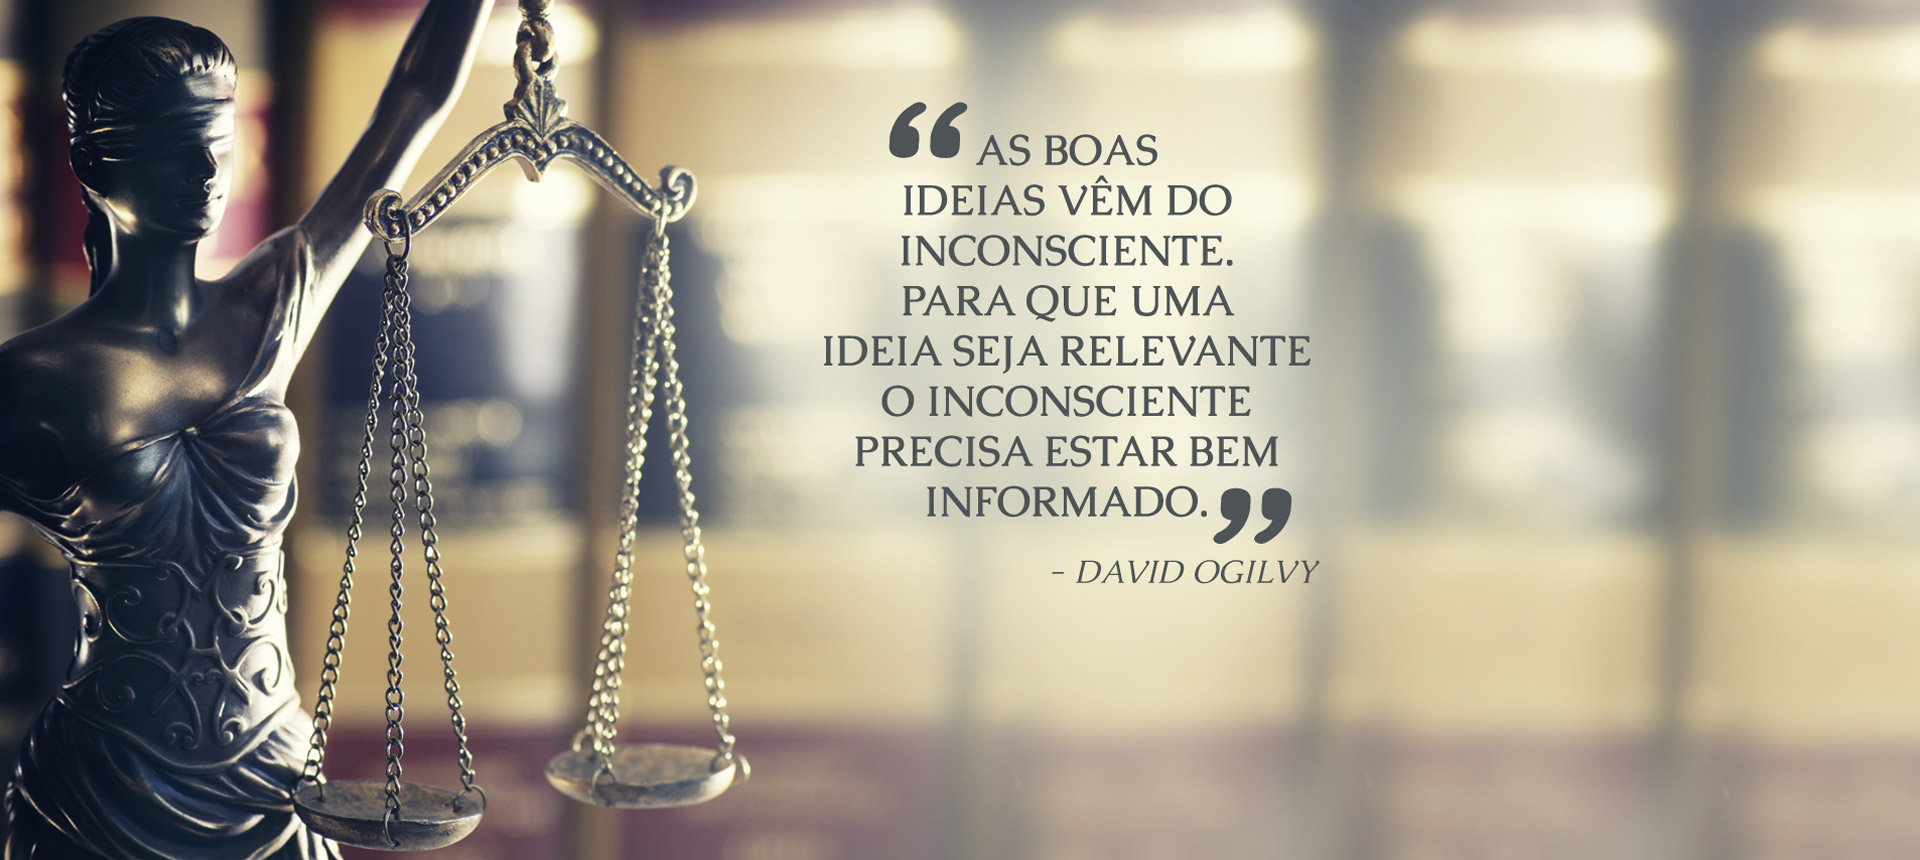 “ AS BOAS
IDEIAS VÊM DO
INCONSCIENTE.
PARA QUE UMA
IDEIA SEJA RELEVANTE
O INCONSCIENTE
PRECISA ESTAR BEM
INFORMADO. ”
- DAVID OGILVY